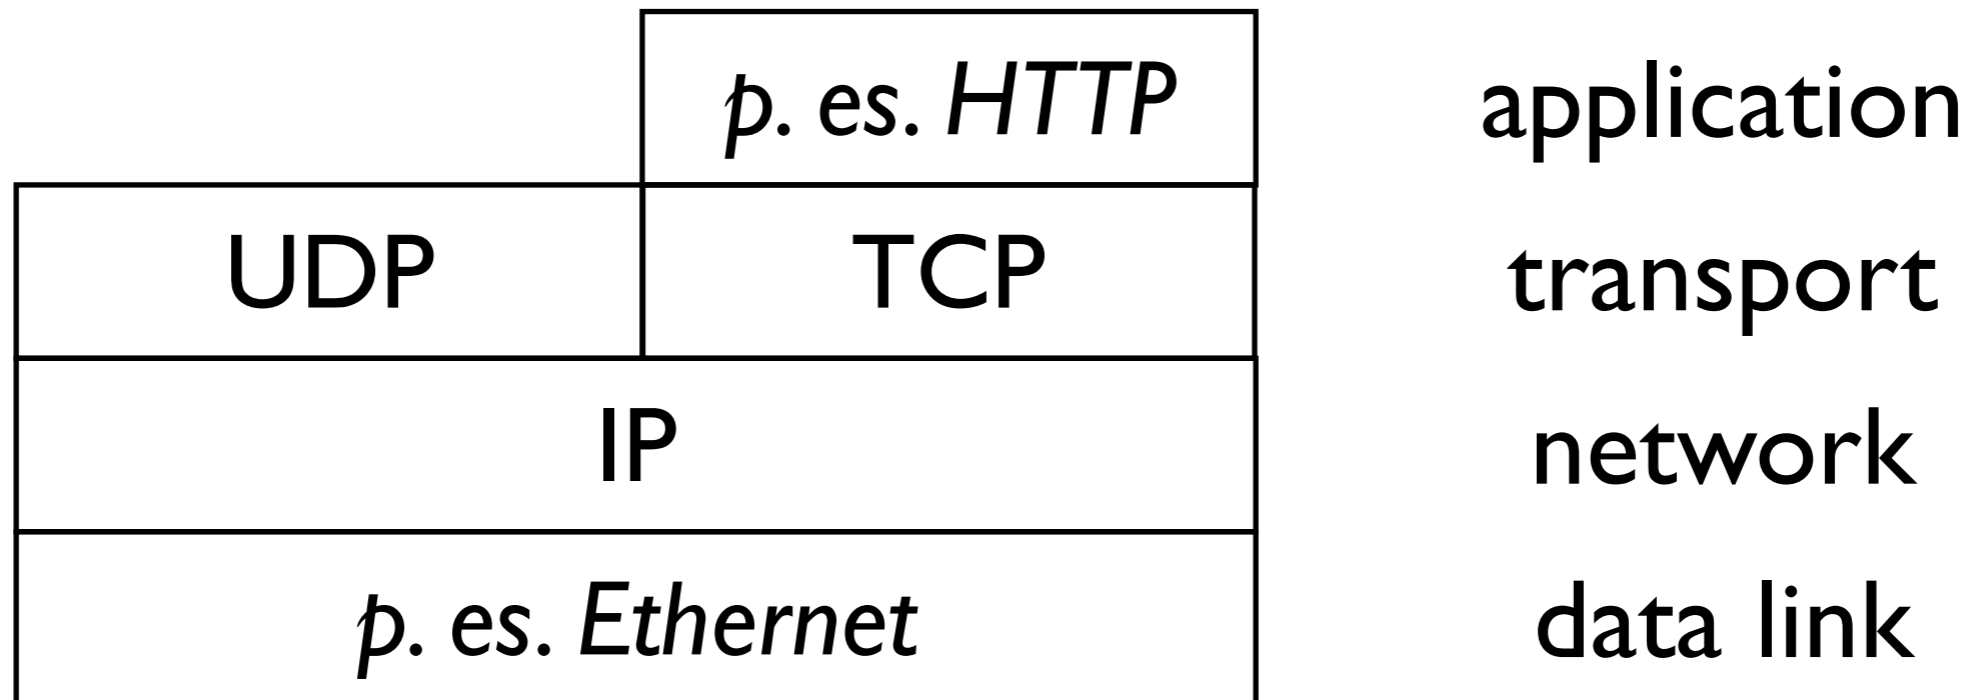 p. es. HTTP application
UDP TCP transport
IP network
p. es. Ethernet data link